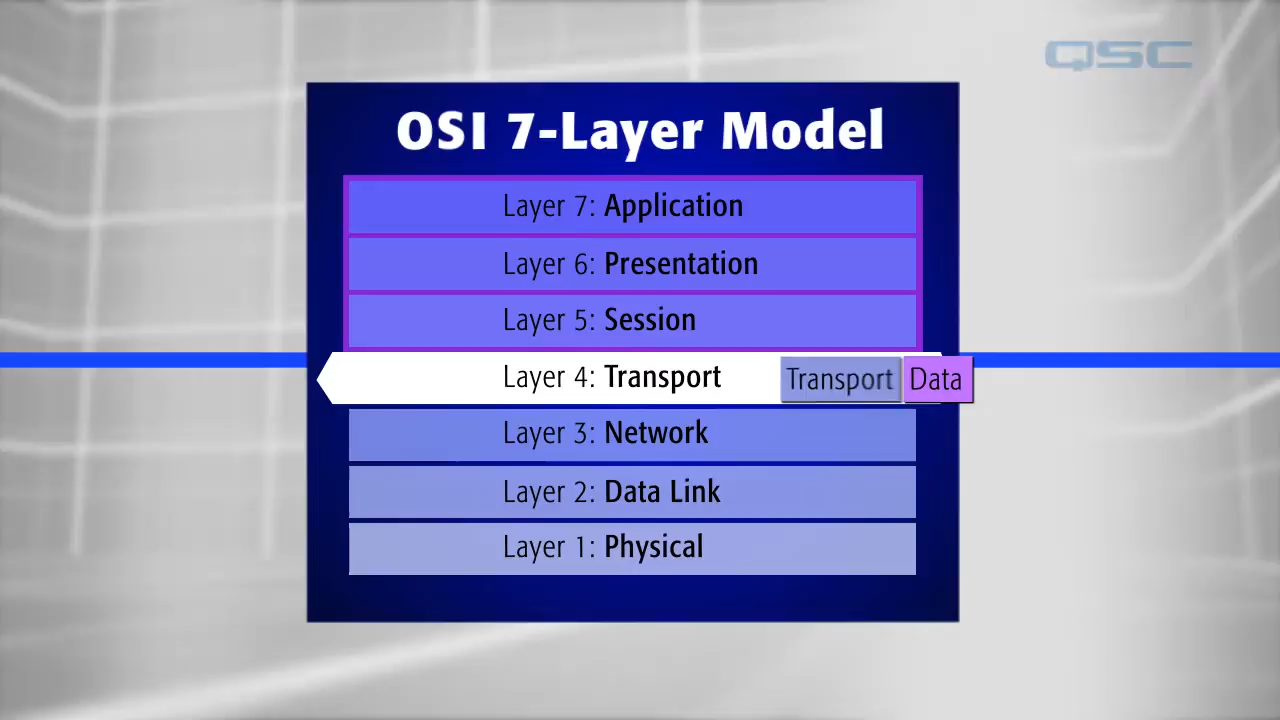 QSC
OSI 7-Layer Model
Layer 7: Application
Layer 6: Presentation
Layer 5: Session
Layer 4: Transport Transport Data
Layer 3: Network
Layer 2: Data Link
Layer 1: Physical